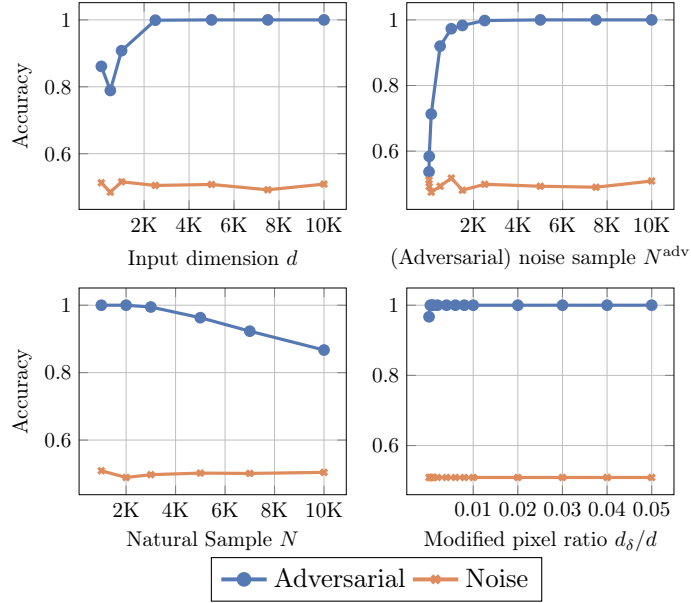 1
0.8
0.6
Accuracy
2K 4K 6K 8K 10K
Input dimension d
1
0.8
0.6
2K 4K 6K 8K 10K
(Adversarial) noise sample N^adv
1
0.8
0.6
Accuracy
2K 4K 6K 8K 10K
Natural Sample N
1
0.8
0.6
0.01 0.02 0.03 0.04 0.05
Modified pixel ratio d_δ/d
Adversarial Noise